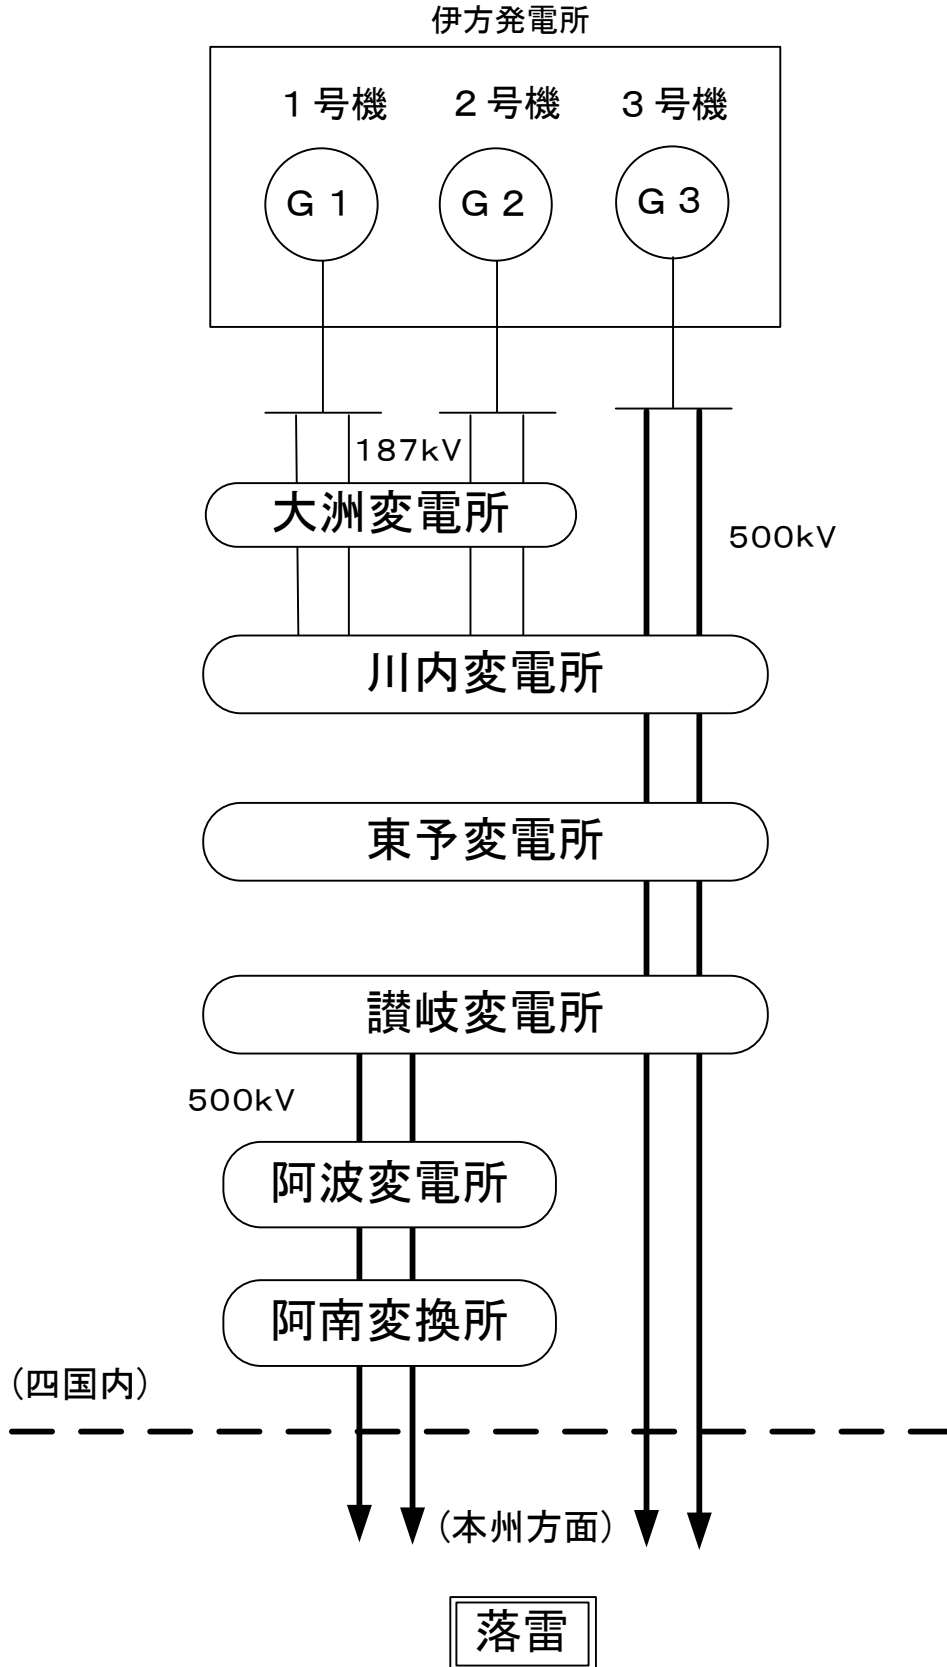 伊方発電所
１号機 ２号機 ３号機
Ｇ１ Ｇ２ Ｇ３
187kV
大洲変電所
500kV
川内変電所
東予変電所
讃岐変電所
500kV
阿波変電所
阿南変換所
(四国内)
(本州方面)
落雷